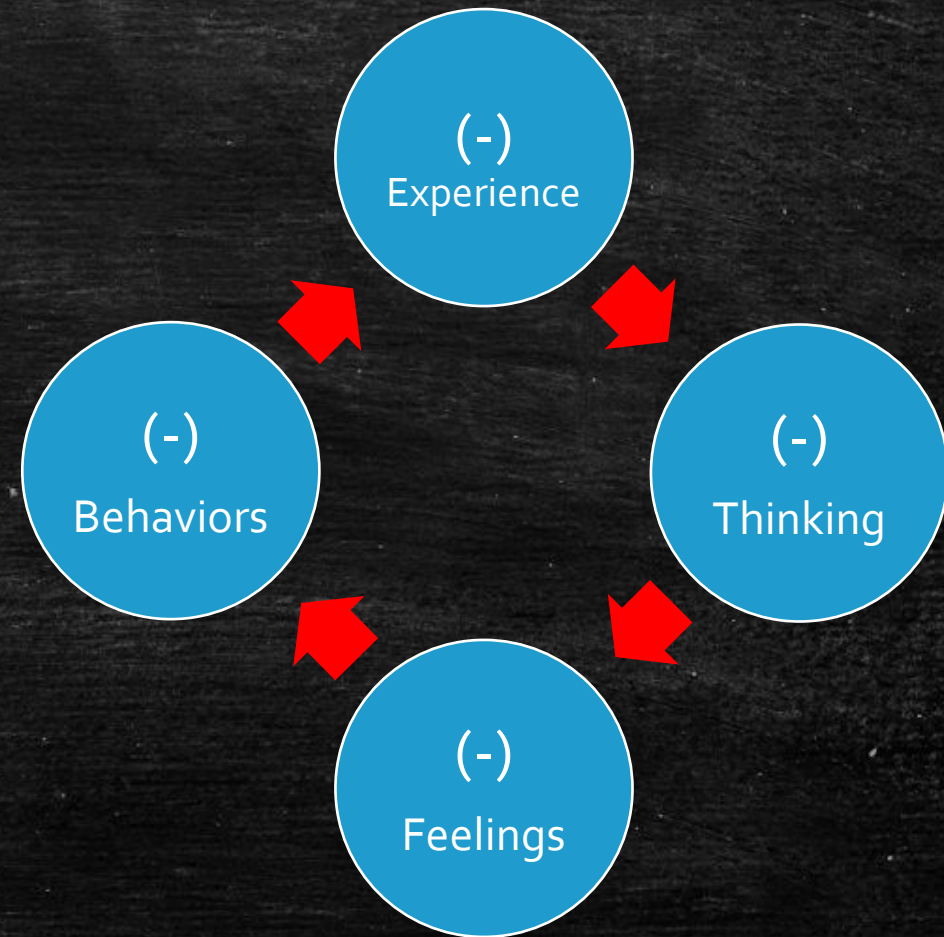 (-)
Experience
(-)
Thinking
(-)
Feelings
(-)
Behaviors